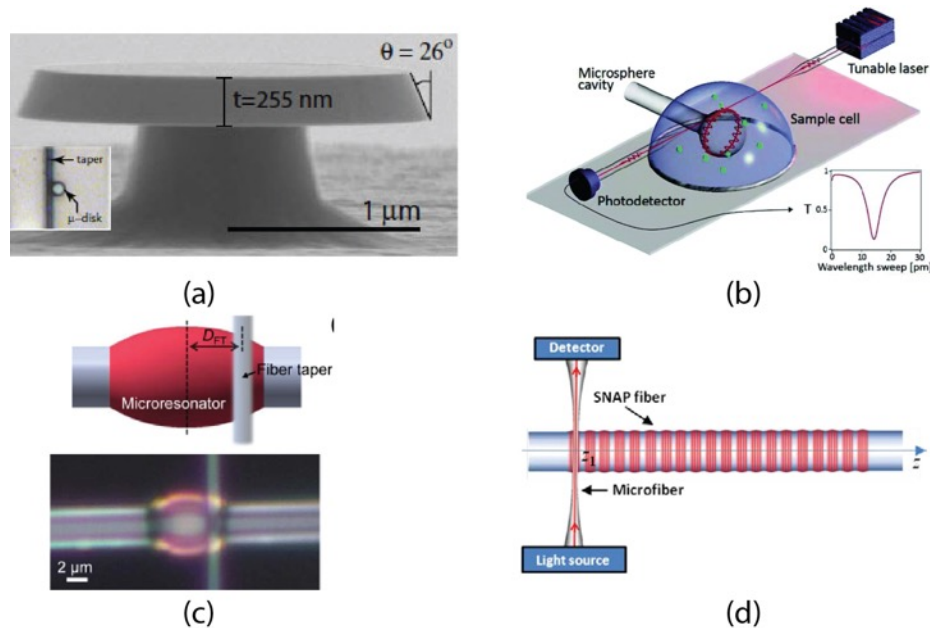 θ = 26°
t=255 nm
taper
μ-disk
1 μm
(a)
Tunable laser
Microsphere
cavity
Sample cell
Photodetector
T
1
0.5
0
0 10 20 30
Wavelength sweep [pm]
(b)
(
D_FT
Fiber taper
Microresonator
2 μm
(c)
Detector
SNAP fiber
z₁
z
Microfiber
Light source
(d)